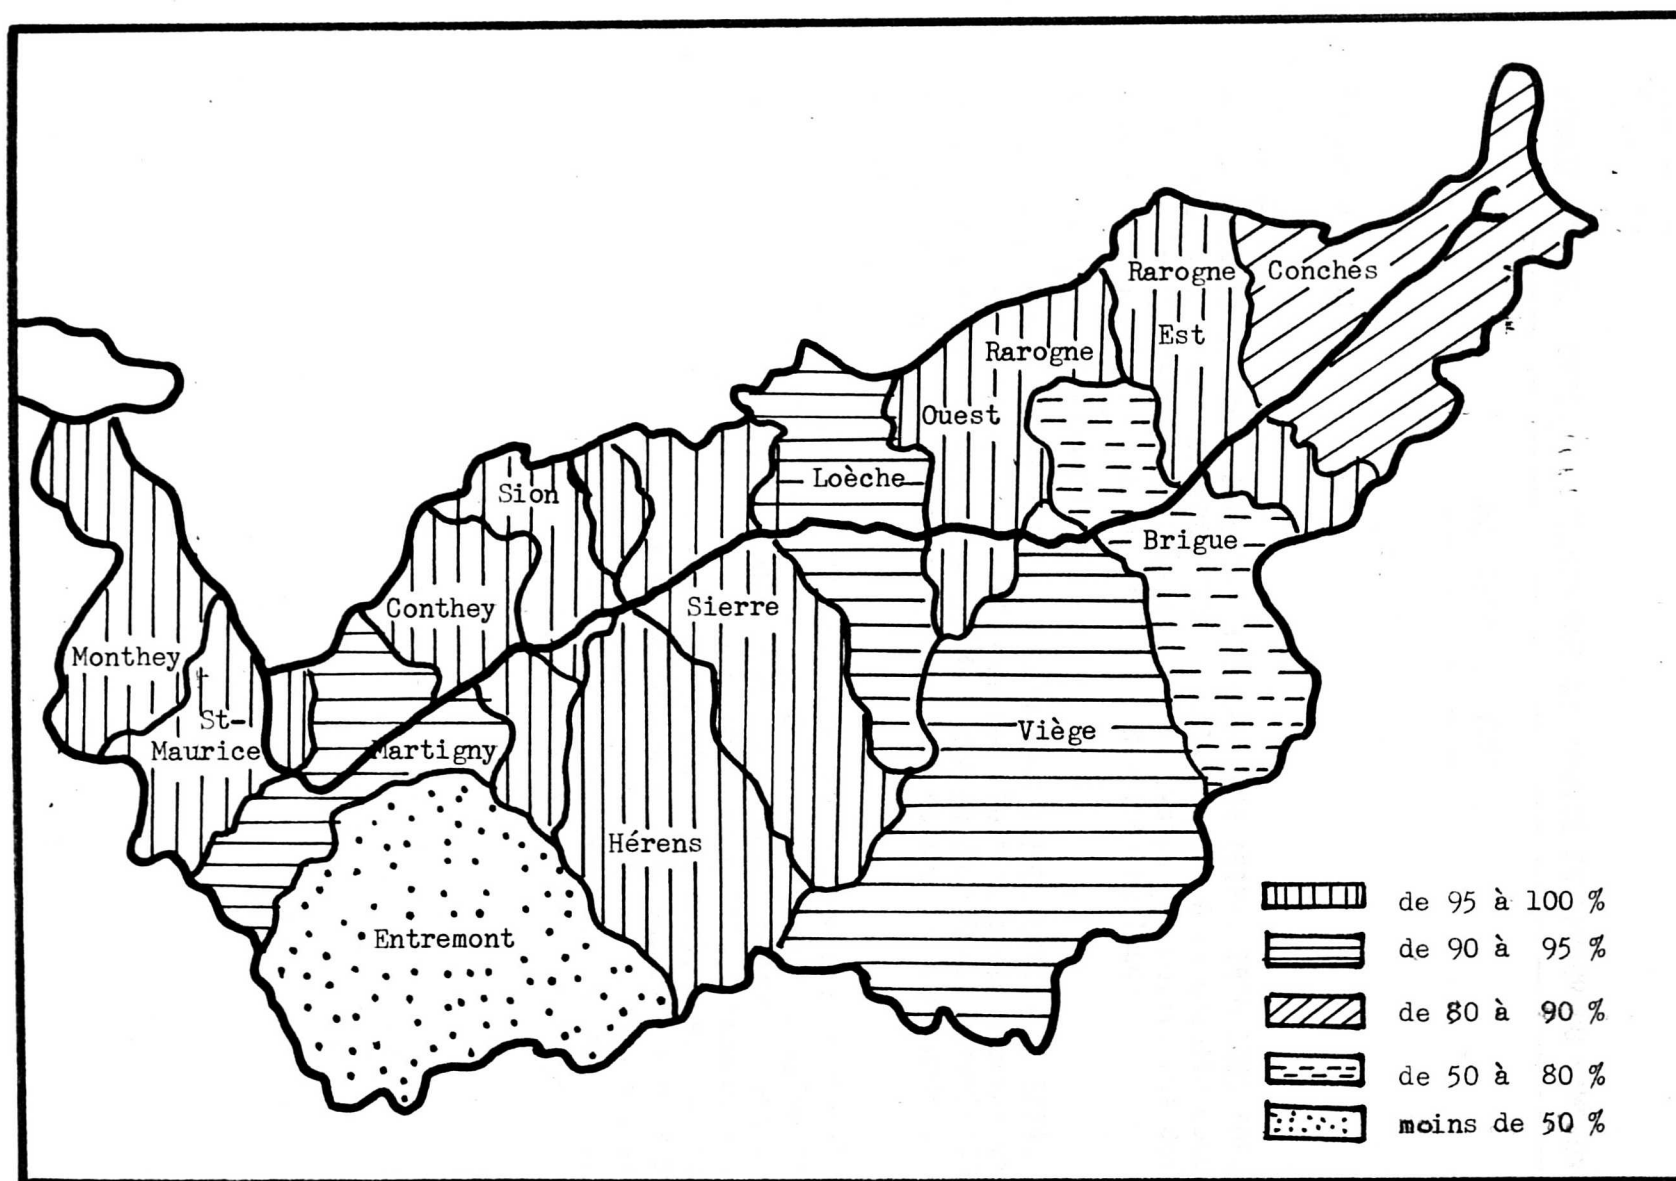 Rarogne
Est
Conches
Rarogne
Ouest
Loèche
Sion
Brigue
Conthey
Sierre
Monthey
St-
Maurice
Martigny
Viège
Hérens
Entremont
de 95 à 100 %
de 90 à 95 %
de 80 à 90 %
de 50 à 80 %
moins de 50 %